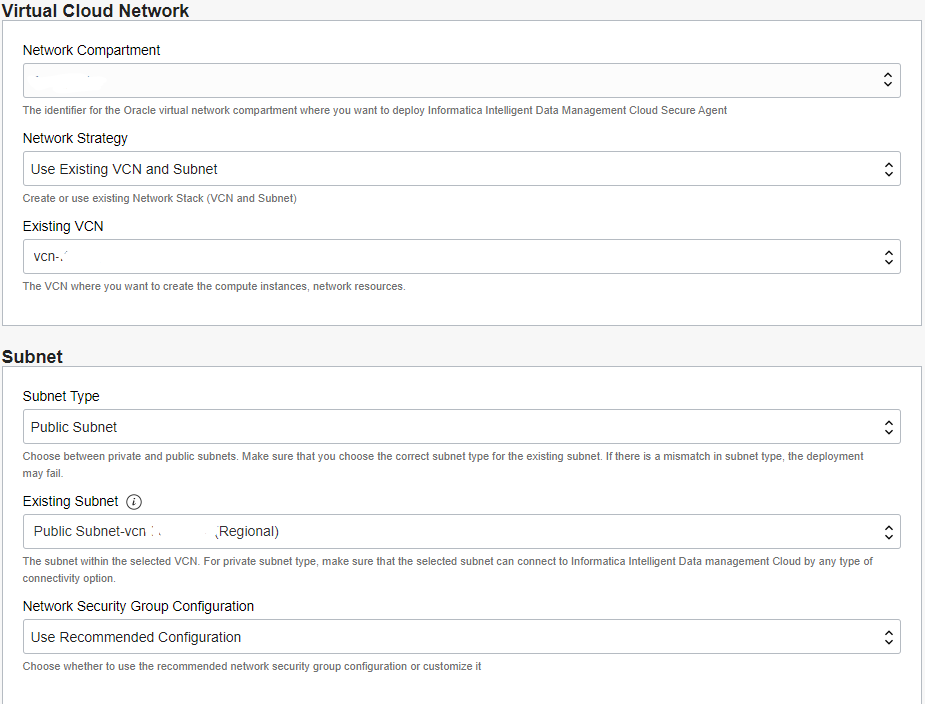 Virtual Cloud Network
Network Compartment
The identifier for the Oracle virtual network compartment where you want to deploy Informatica Intelligent Data Management Cloud Secure Agent
Network Strategy
Use Existing VCN and Subnet
Create or use existing Network Stack (VCN and Subnet)
Existing VCN
vcn-.
The VCN where you want to create the compute instances, network resources.
Subnet
Subnet Type
Public Subnet
Choose between private and public subnets. Make sure that you choose the correct subnet type for the existing subnet. If there is a mismatch in subnet type, the deployment
may fail.
Existing Subnet i
Public Subnet-vcn Regional)
The subnet within the selected VCN. For private subnet type, make sure that the selected subnet can connect to Informatica Intelligent Data management Cloud by any type of
connectivity option.
Network Security Group Configuration
Use Recommended Configuration
Choose whether to use the recommended network security group configuration or customize it